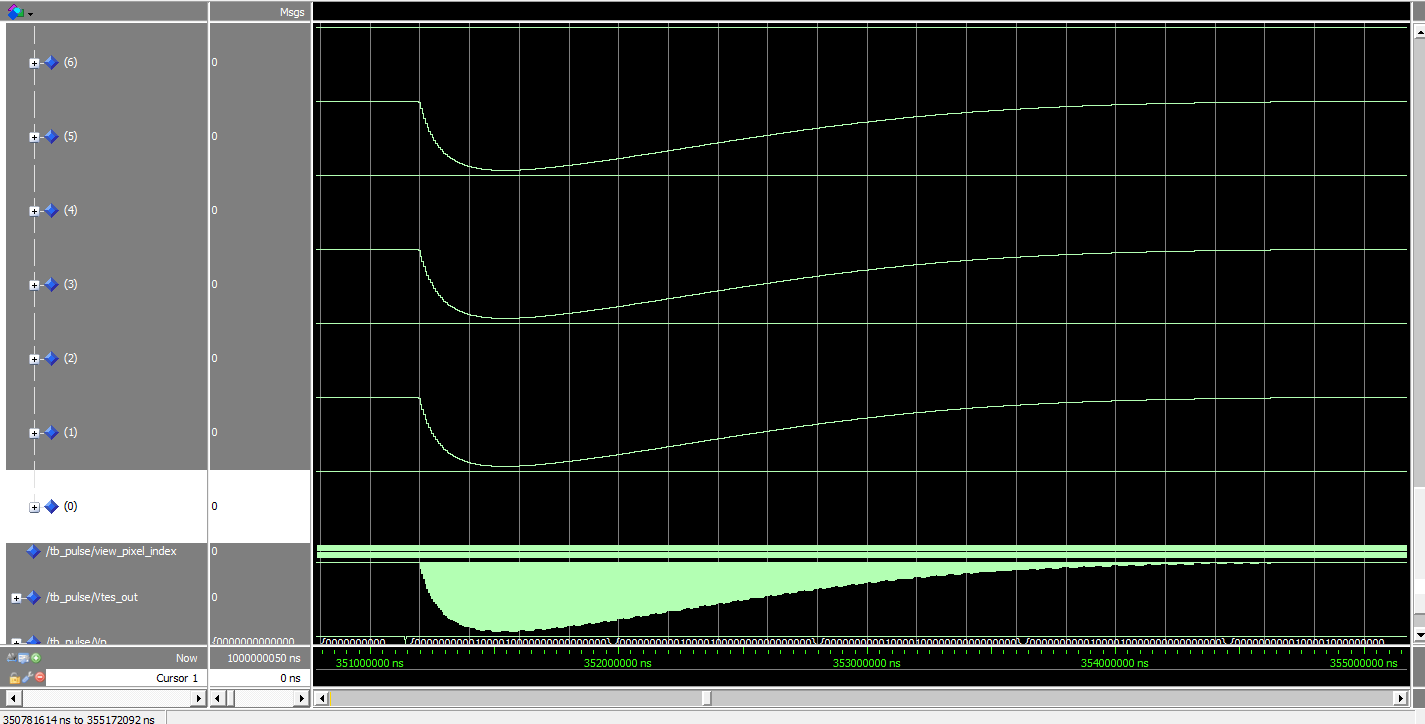 Msgs
(6) 0
(5) 0
(4) 0
(3) 0
(2) 0
(1) 0
(0) 0
/tb_pulse/view_pixel_index 0
/tb_pulse/Vtes_out 0
Now 1000000050 ns
351000000 ns 352000000 ns 353000000 ns 354000000 ns 355000000 ns
Cursor 1 0 ns
350781614 ns to 355172092 ns